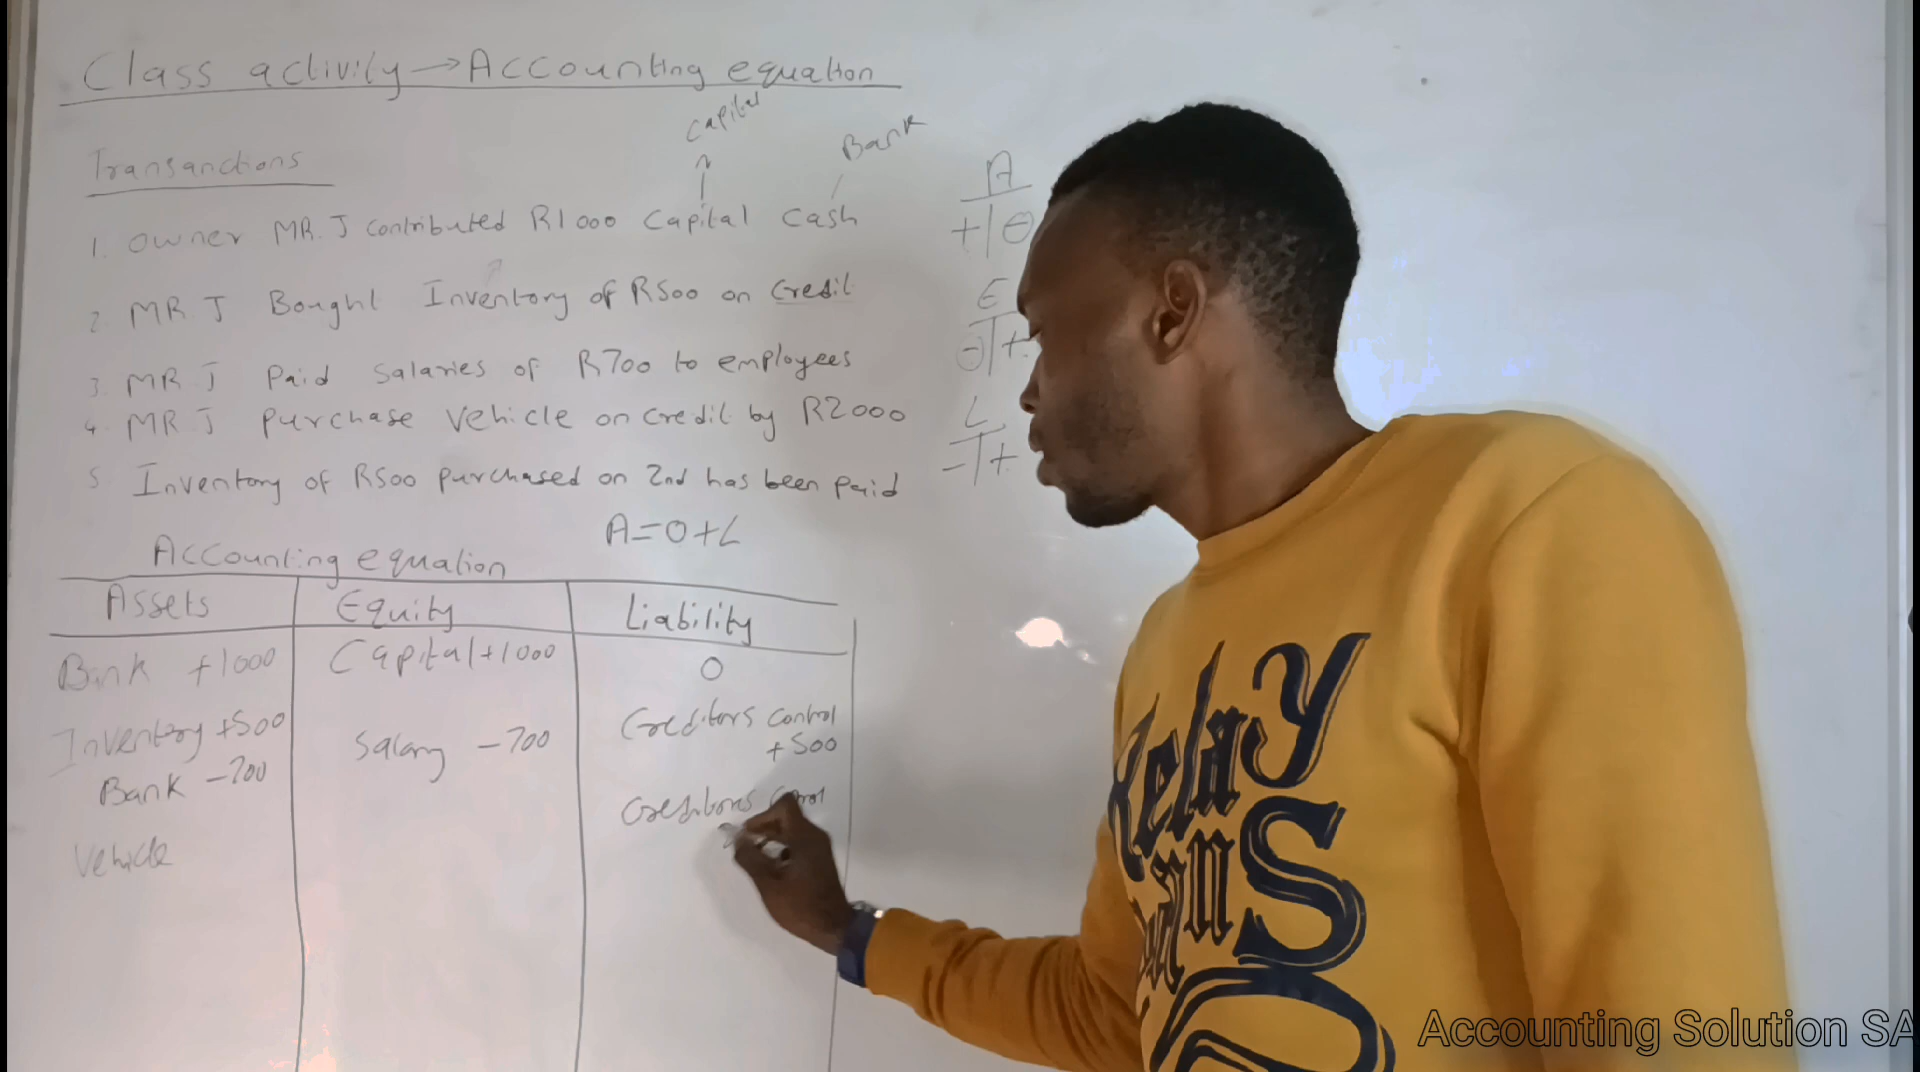 Class activity → Accounting equation
Capital
Bank
Transanctions
1. Owner MR. J contributed R1000 Capital Cash
2. MR J Bought Inventory of R500 on Credit
3. MR J Paid Salaries of R700 to employees
4. MR J Purchase Vehicle on credit by R2000
5. Inventory of R500 purchased on 2nd has been paid
A
+ | -
E
- | +
L
- | +
A=O+L
Accounting equation
Assets Equity Liability
Bank +1000 Capital +1000 0
Inventory +500 Creditors Control
+500
Salary -700
Bank -700
Creditors
Vehicle
Relay
S
Accounting Solution SA